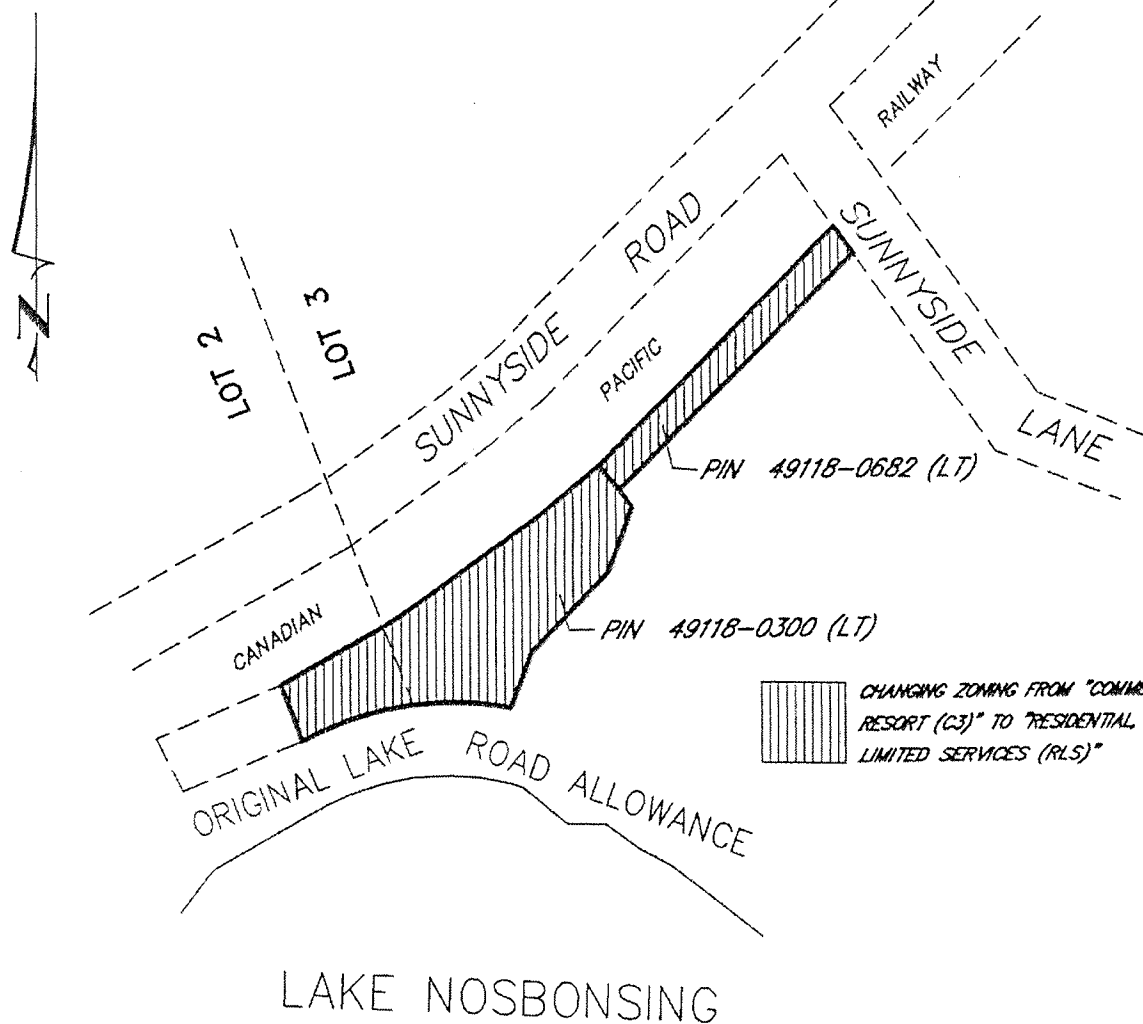 RAILWAY
SUNNYSIDE ROAD
SUNNYSIDE LANE
LOT 2
LOT 3
N
PACIFIC
PIN 49118-0682 (LT)
CANADIAN
PIN 49118-0300 (LT)
CHANGING ZONING FROM "COMM
RESORT (C3)" TO "RESIDENTIAL
LIMITED SERVICES (RLS)"
ORIGINAL LAKE ROAD ALLOWANCE
LAKE NOSBONSING